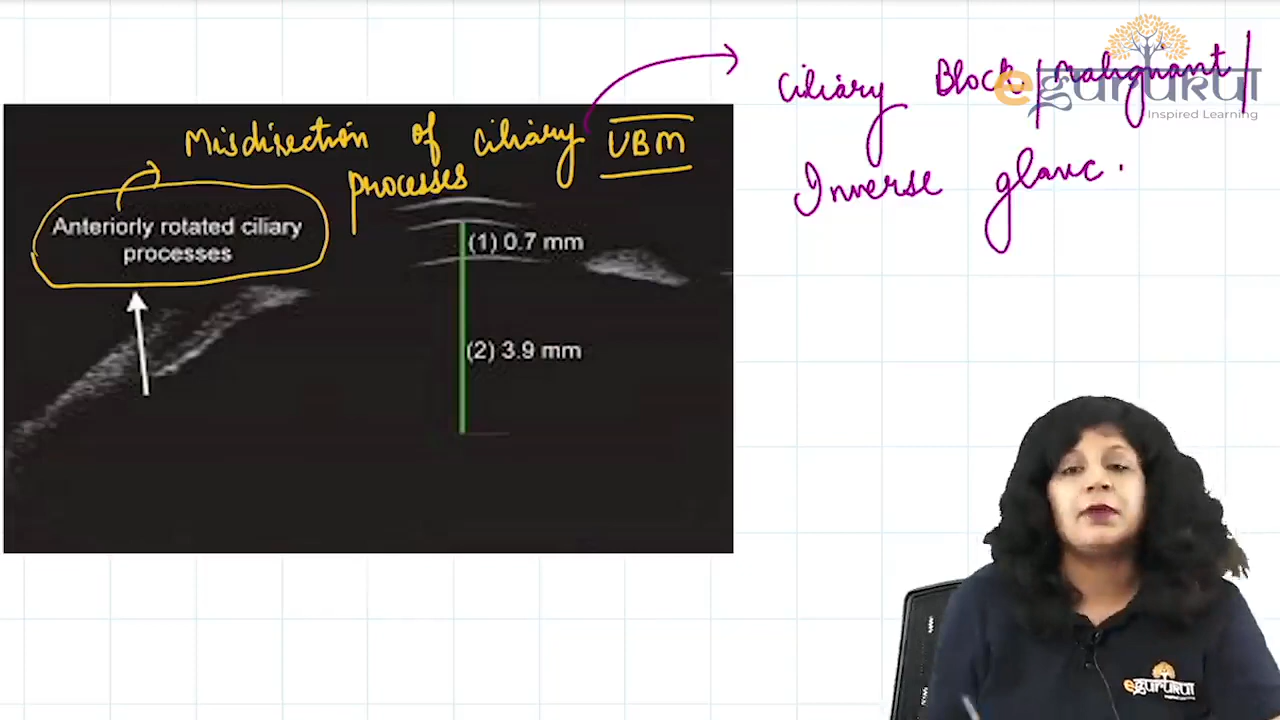 Ciliary Block / Malignant /
Inverse glauc.
eGURUKUL
Inspired Learning
Misdirection of ciliary
processes
UBM
Anteriorly rotated ciliary
processes
(1) 0.7 mm
(2) 3.9 mm
eGURUKUL